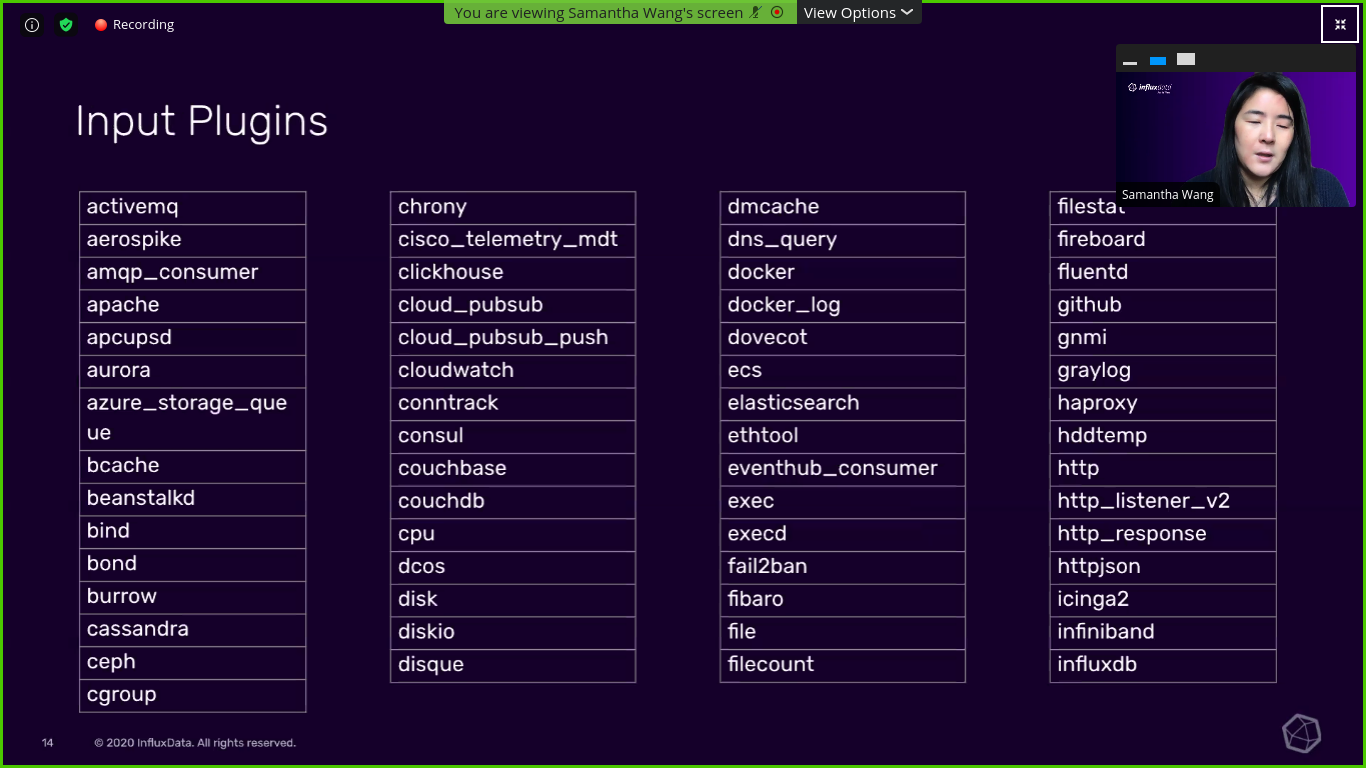 You are viewing Samantha Wang's screen
View Options
Recording
influxdata
Samantha Wang
Input Plugins
activemq
aerospike
amqp_consumer
apache
apcupsd
aurora
azure_storage_que
ue
bcache
beanstalkd
bind
bond
burrow
cassandra
ceph
cgroup
chrony
cisco_telemetry_mdt
clickhouse
cloud_pubsub
cloud_pubsub_push
cloudwatch
conntrack
consul
couchbase
couchdb
cpu
dcos
disk
diskio
disque
dmcache
dns_query
docker
docker_log
dovecot
ecs
elasticsearch
ethtool
eventhub_consumer
exec
execd
fail2ban
fibaro
file
filecount
filestat
fireboard
fluentd
github
gnmi
graylog
haproxy
hddtemp
http
http_listener_v2
http_response
httpjson
icinga2
infiniband
influxdb
14
© 2020 InfluxData. All rights reserved.